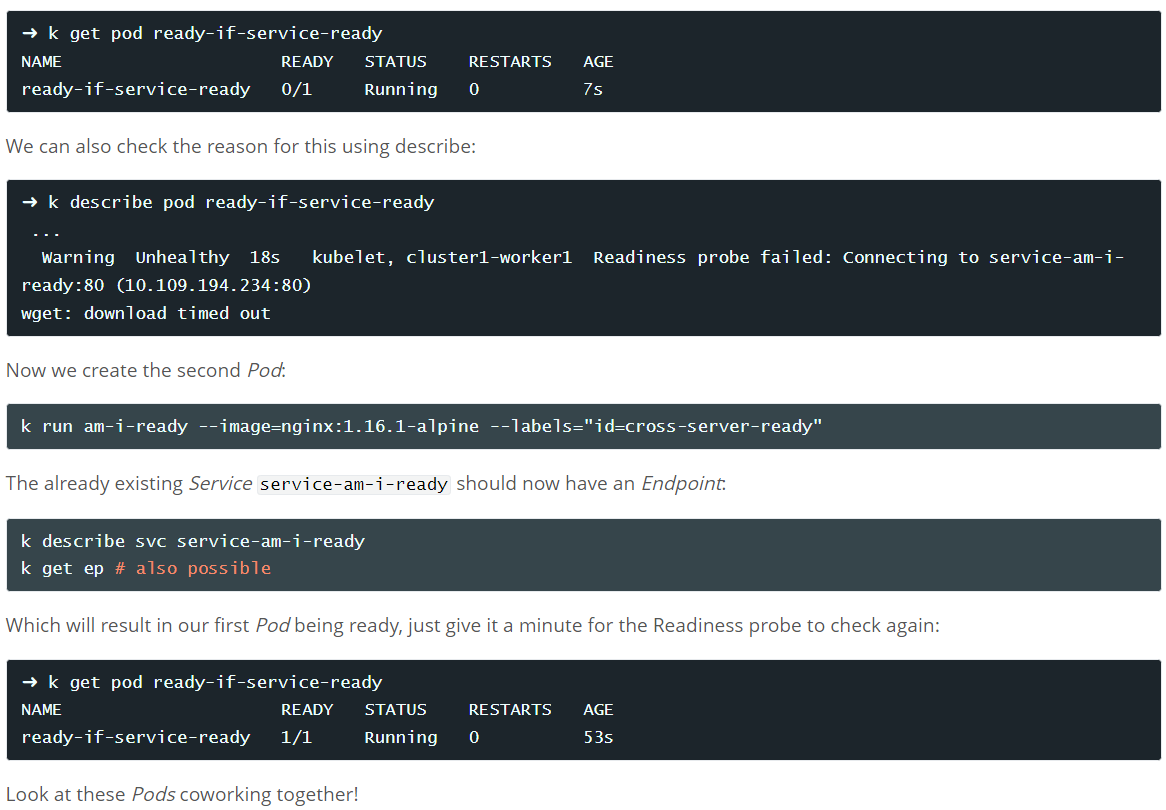 → k get pod ready-if-service-ready
NAME                     READY   STATUS    RESTARTS   AGE
ready-if-service-ready   0/1     Running   0          7s
We can also check the reason for this using describe:
→ k describe pod ready-if-service-ready
 ...
  Warning  Unhealthy  18s   kubelet, cluster1-worker1  Readiness probe failed: Connecting to service-am-i-
ready:80 (10.109.194.234:80)
wget: download timed out
Now we create the second Pod:
k run am-i-ready --image=nginx:1.16.1-alpine --labels="id=cross-server-ready"
The already existing Service service-am-i-ready should now have an Endpoint:
k describe svc service-am-i-ready
k get ep # also possible
Which will result in our first Pod being ready, just give it a minute for the Readiness probe to check again:
→ k get pod ready-if-service-ready
NAME                     READY   STATUS    RESTARTS   AGE
ready-if-service-ready   1/1     Running   0          53s
Look at these Pods coworking together!